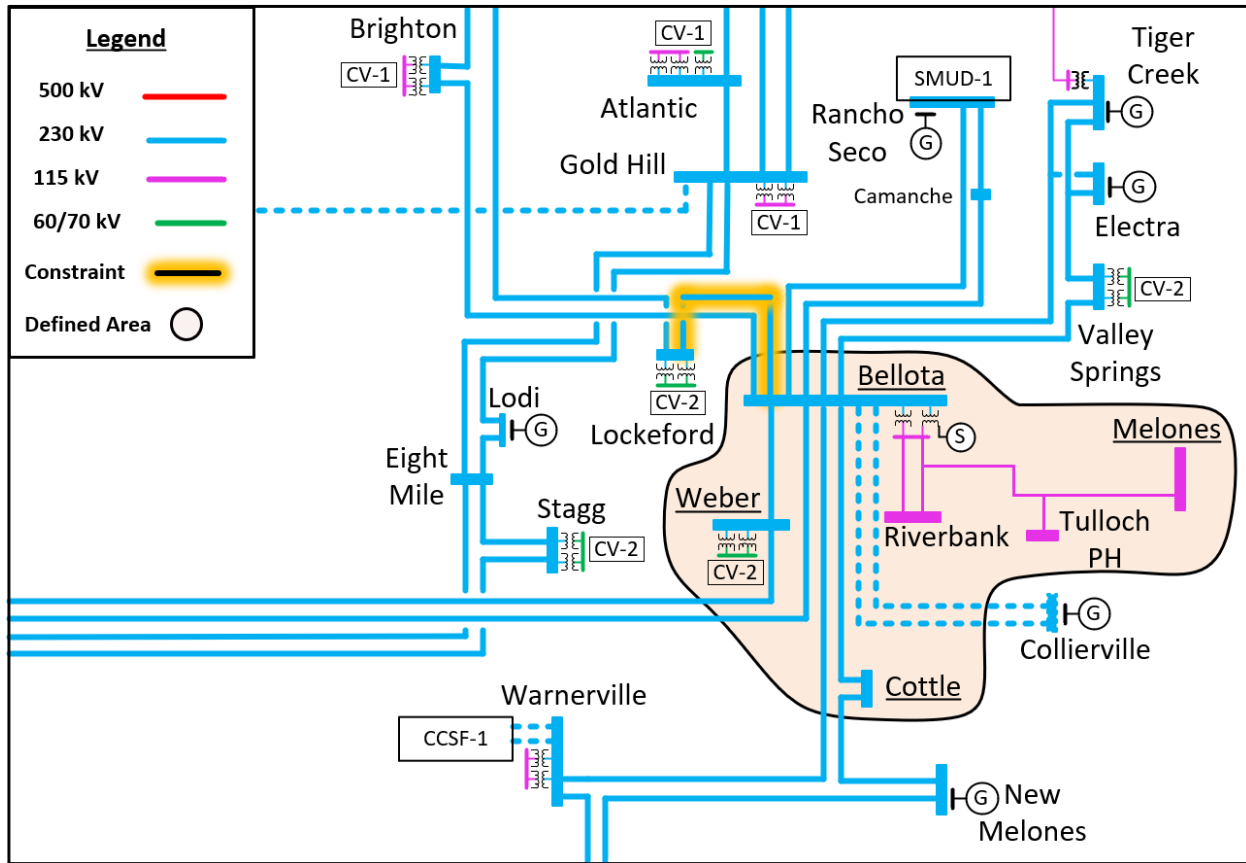 Legend
500 kV
230 kV
115 kV
60/70 kV
Constraint
Defined Area
Brighton
CV-1
CV-1
Atlantic
Gold Hill
CV-1
SMUD-1
Rancho
Seco
G
Camanche
Tiger
Creek
G
G
Electra
CV-2
Valley
Springs
Lodi
G
CV-2
Lockeford
Eight
Mile
Stagg
CV-2
Bellota
S
Melones
Weber
CV-2
Riverbank
Tulloch
PH
G
Collierville
Cottle
Warnerville
CCSF-1
G
New
Melones